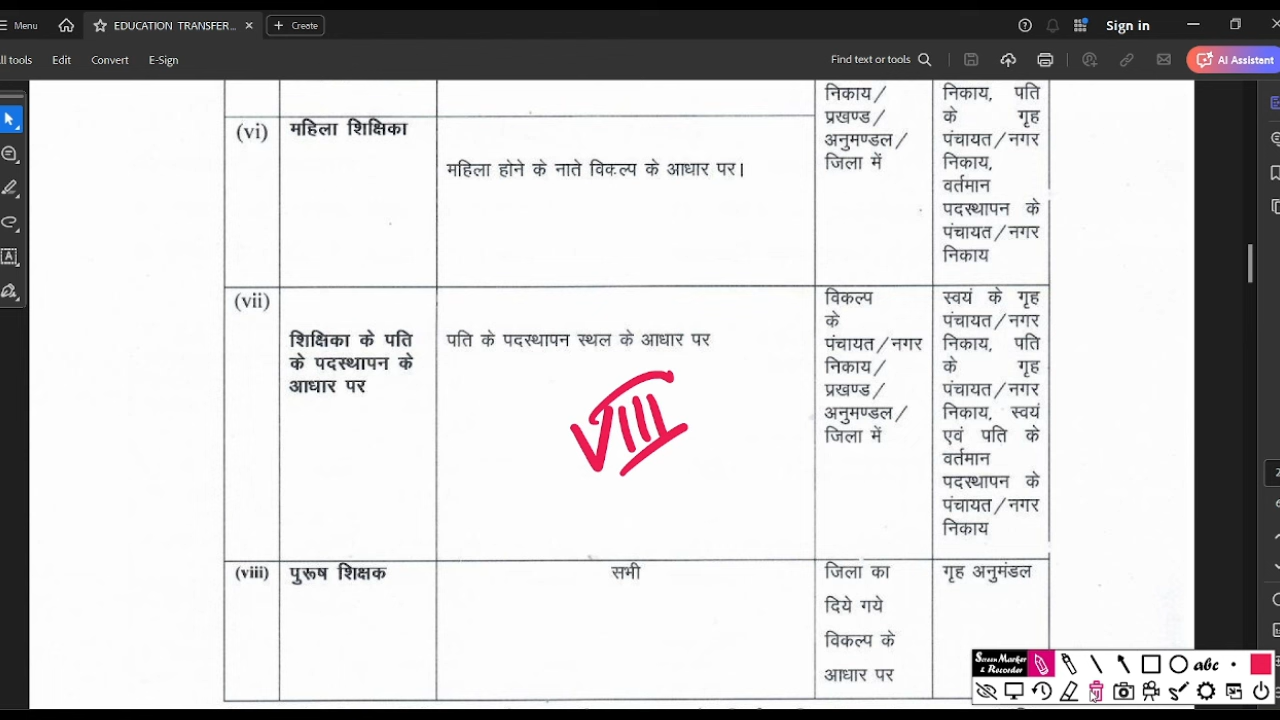 Menu
EDUCATION TRANSFER...
Create
Sign in
ll tools
Edit
Convert
E-Sign
Find text or tools
AI Assistant
निकाय/
प्रखण्ड/
अनुमण्डल/
जिला में
निकाय, पति
के गृह
पंचायत/नगर
निकाय,
वर्तमान
पदस्थापन के
पंचायत/नगर
निकाय
(vi)
महिला शिक्षिका
महिला होने के नाते विकल्प के आधार पर।
(vii)
शिक्षिका के पति
के पदस्थापन के
आधार पर
पति के पदस्थापन स्थल के आधार पर
VIII
विकल्प
के
पंचायत/नगर
निकाय/
प्रखण्ड/
अनुमण्डल/
जिला में
स्वयं के गृह
पंचायत/नगर
निकाय, पति
के गृह
पंचायत/नगर
निकाय, स्वयं
एवं पति के
वर्तमान
पदस्थापन के
पंचायत/नगर
निकाय
(viii)
पुरूष शिक्षक
सभी
जिला का
दिये गये
विकल्प के
आधार पर
गृह अनुमंडल
Screen Marker
& Recorder
abc